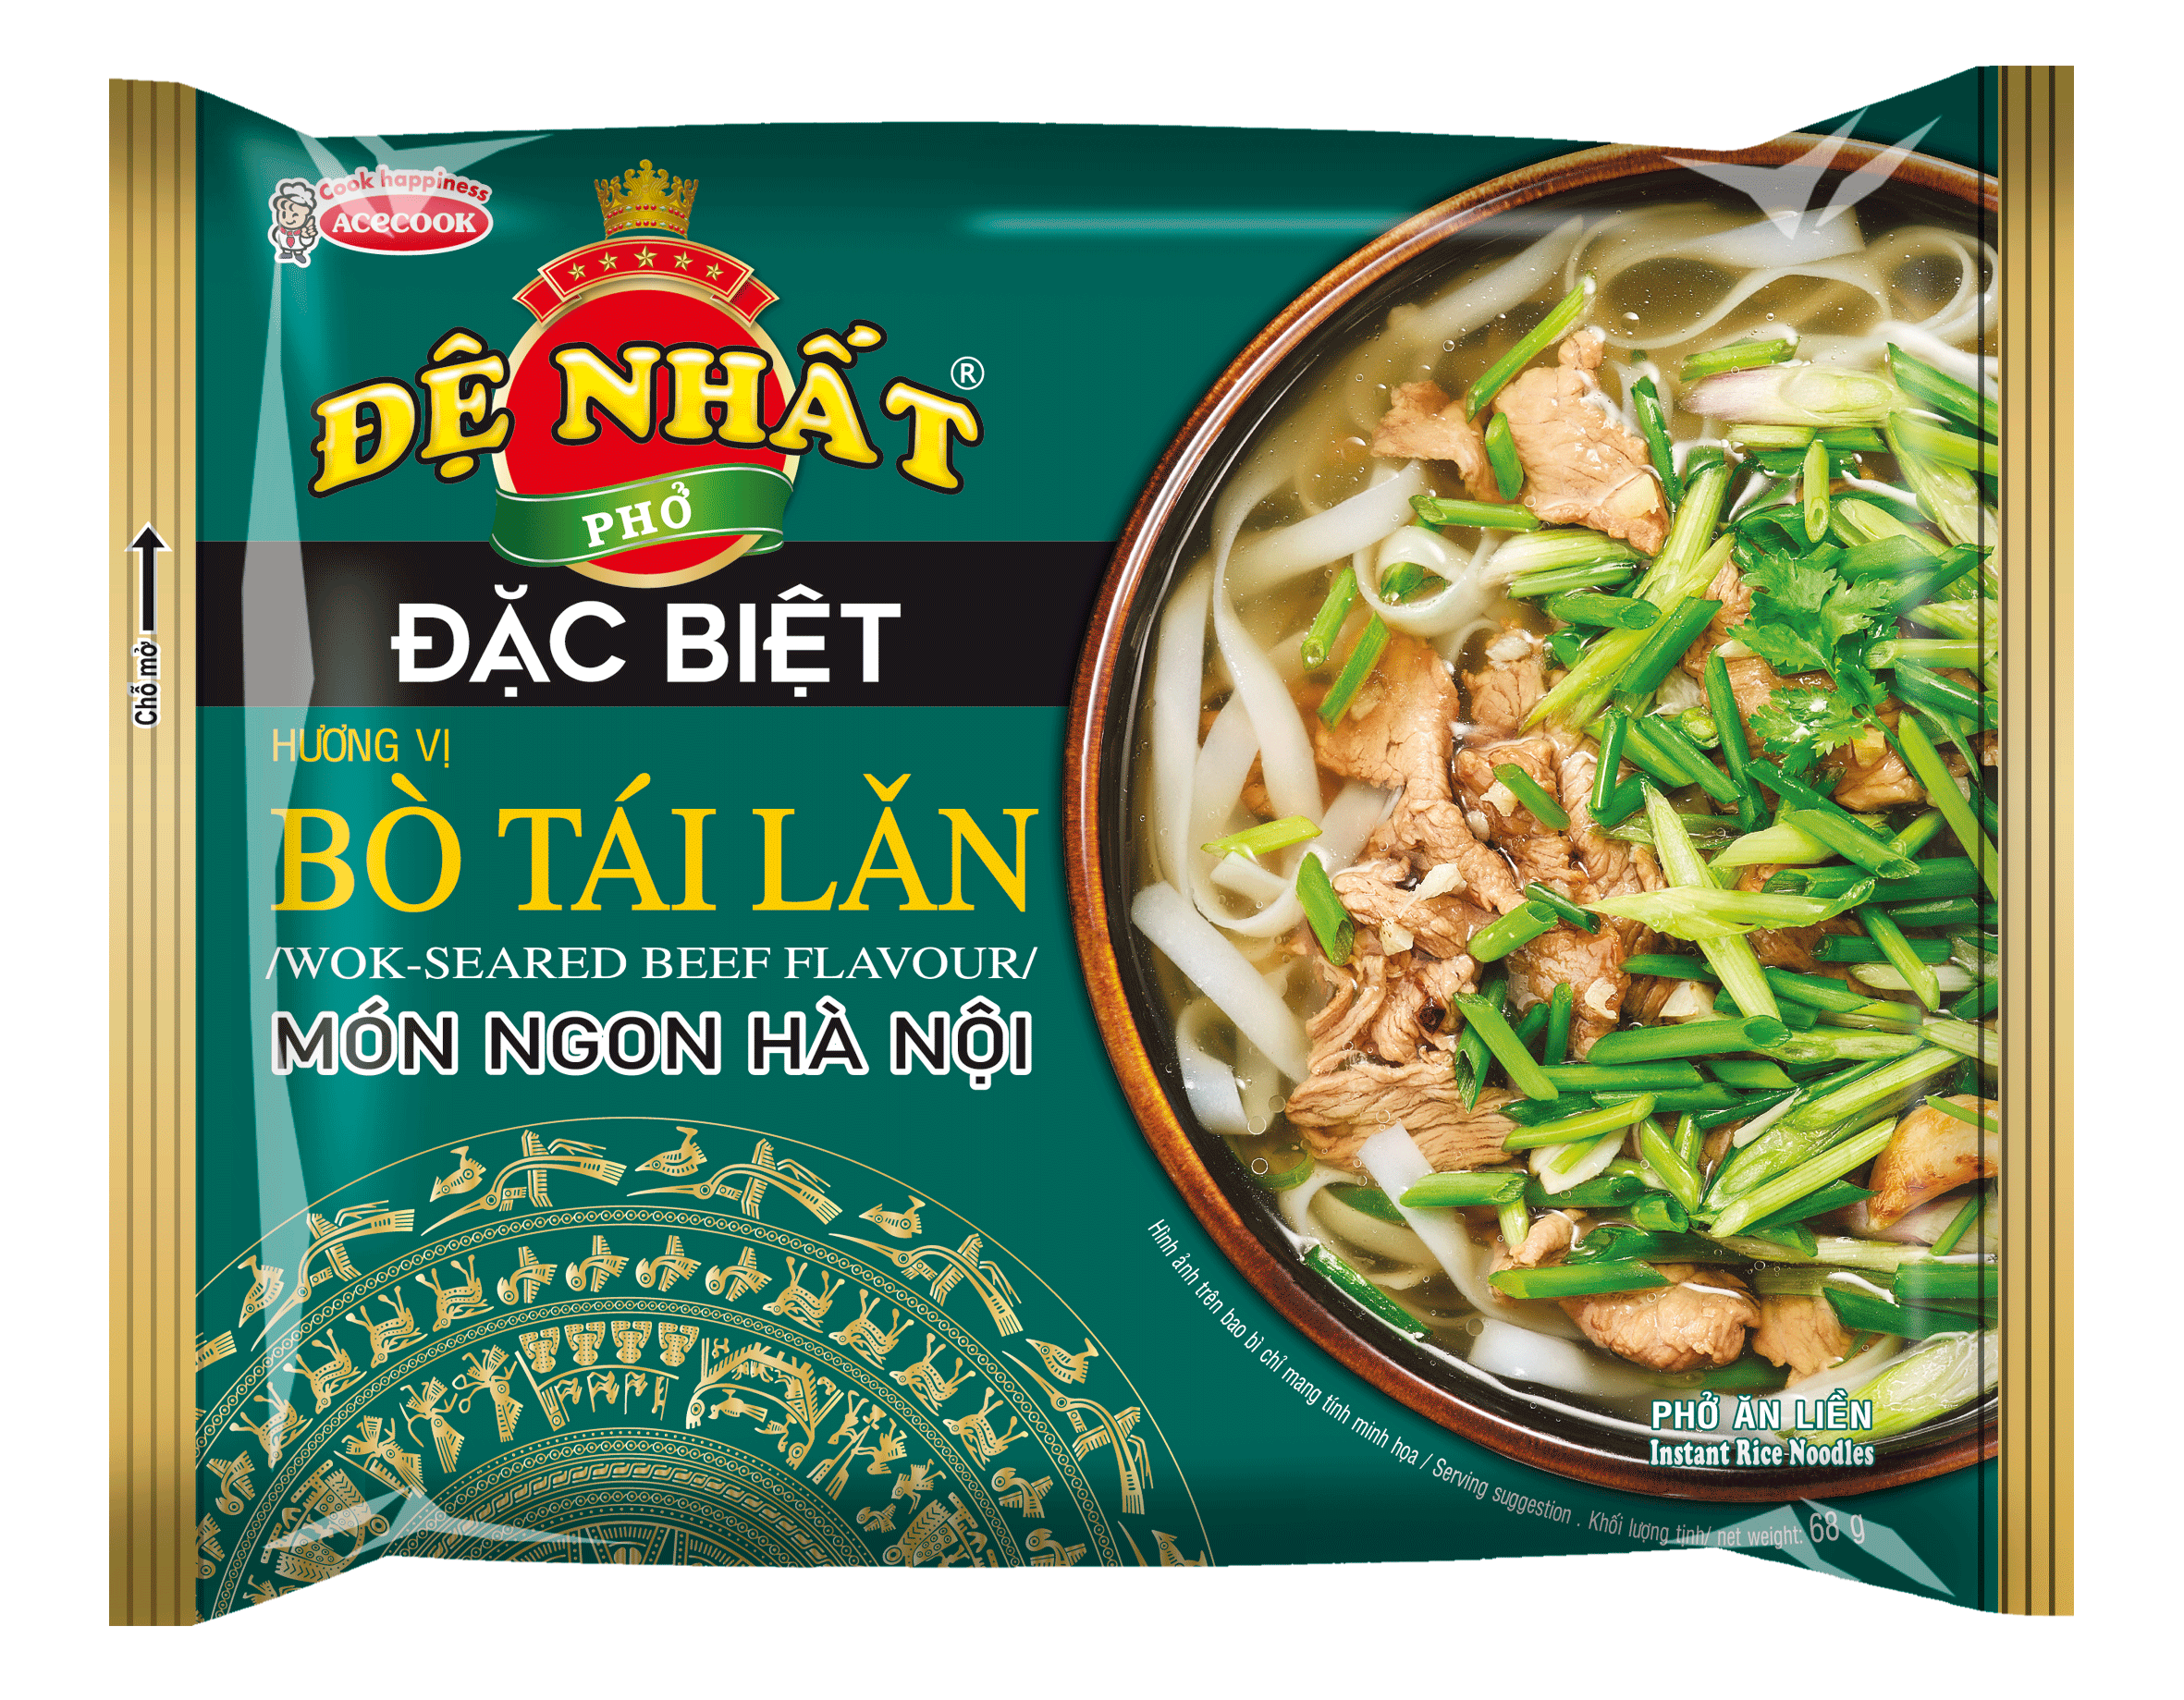 Cook happiness
ACECOOK
ĐỆ NHẤT®
PHỞ
ĐẶC BIỆT
HƯƠNG VỊ
BÒ TÁI LĂN
/WOK-SEARED BEEF FLAVOUR/
MÓN NGON HÀ NỘI
Chỗ mở
Hình ảnh trên bao bì chỉ mang tính minh họa / Serving suggestion . Khối lượng tịnh/ net weight: 68 g
PHỞ ĂN LIỀN
Instant Rice Noodles